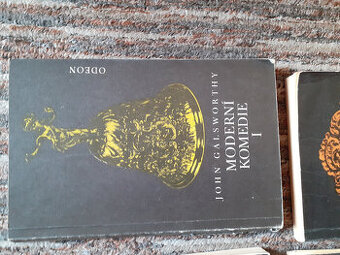 JOHN GALSWORTHY
MODERNÍ
KOMEDIE
I
ODEON